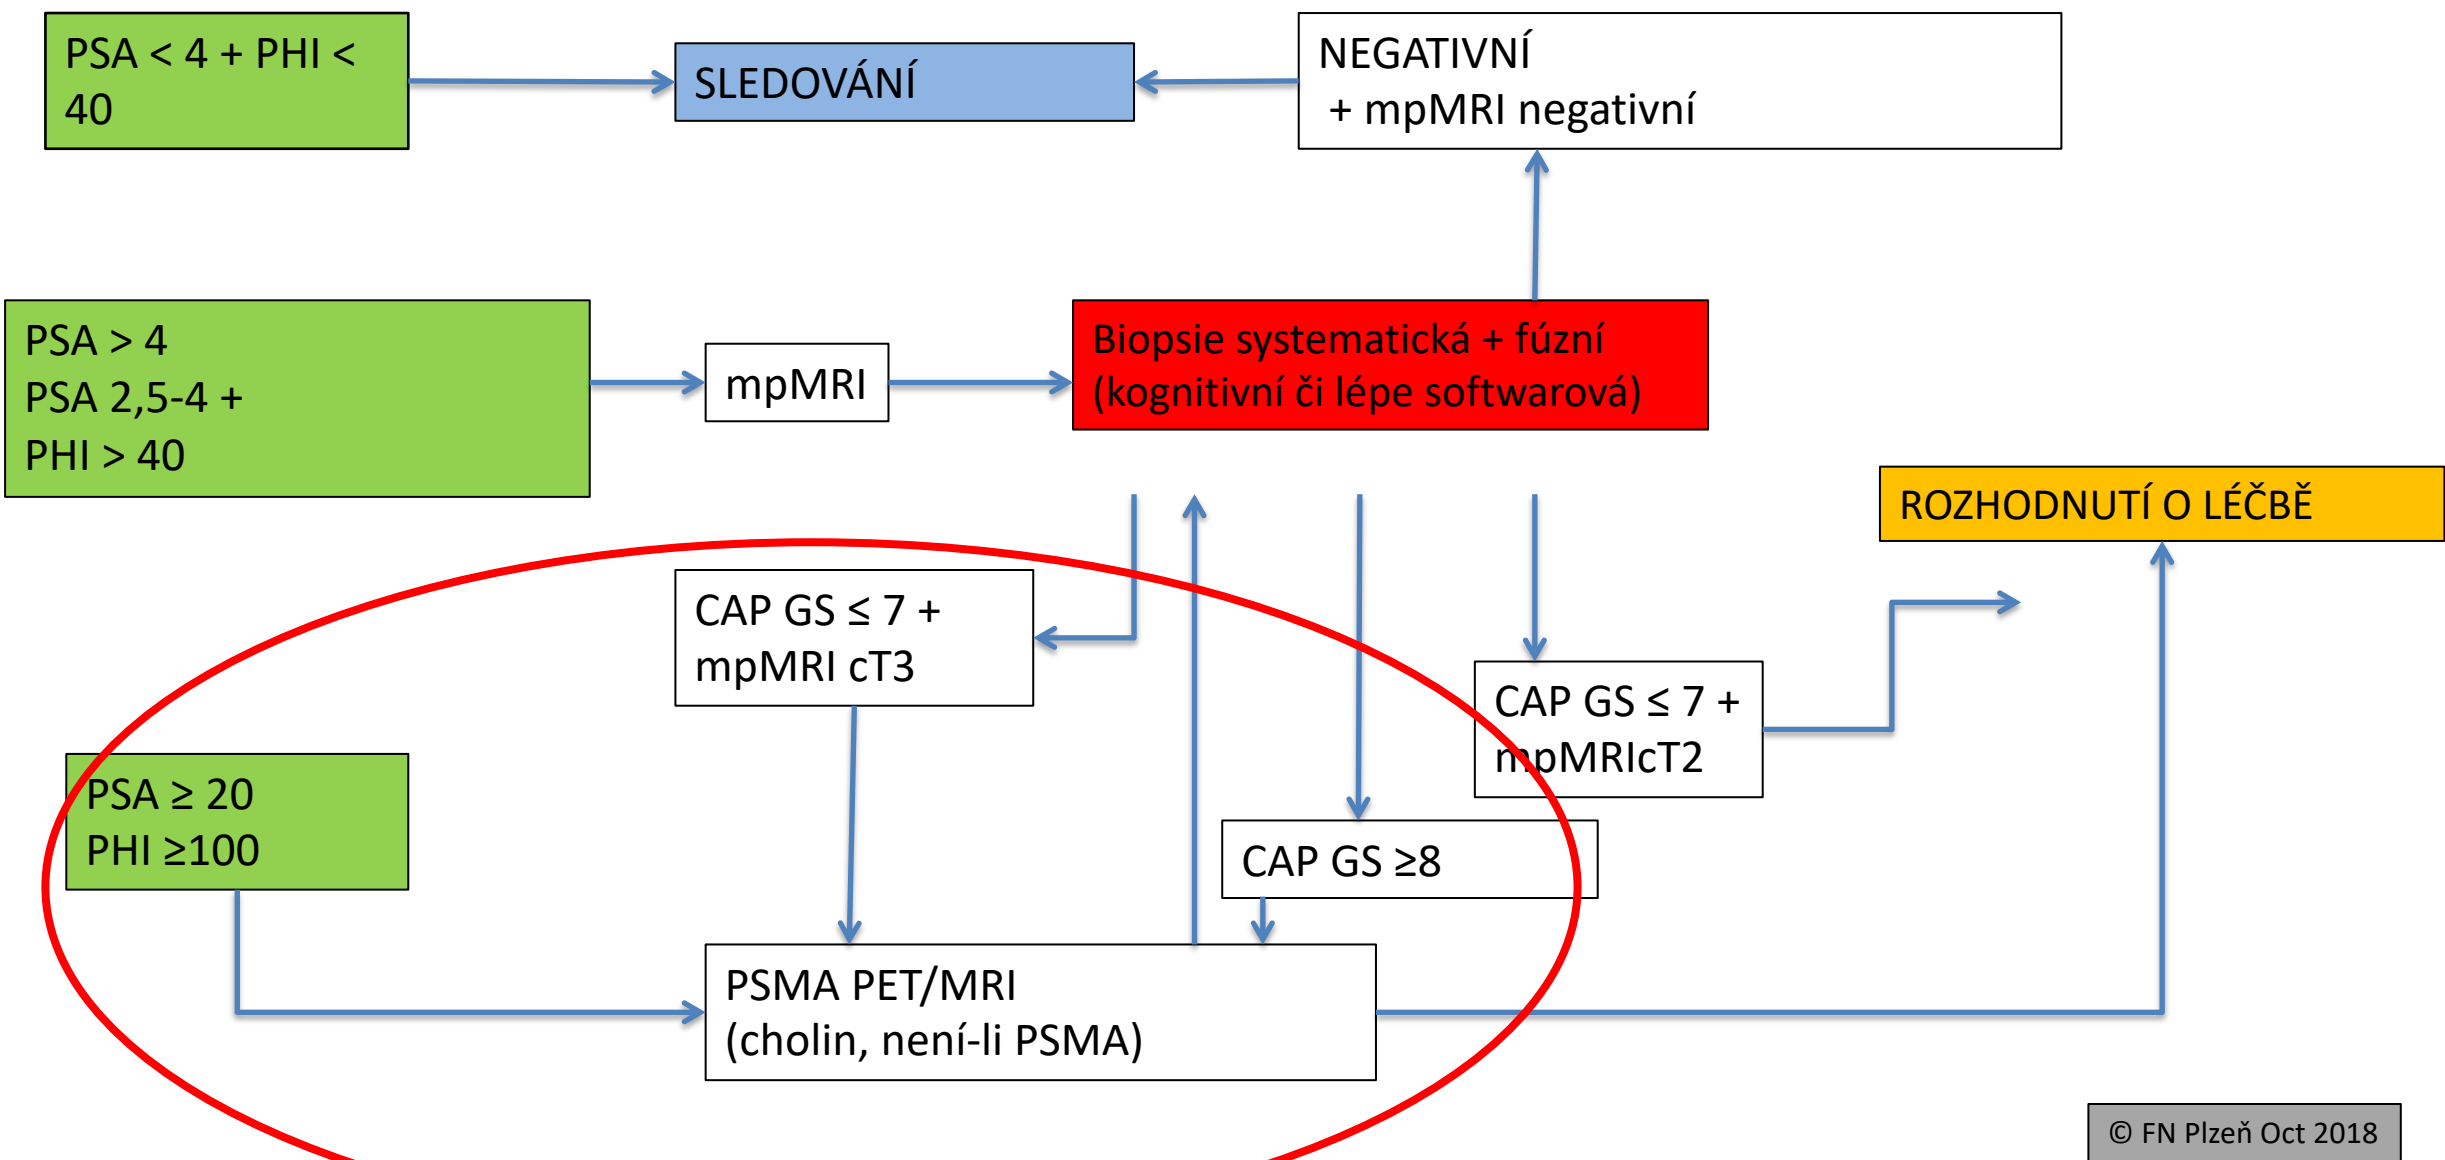 PSA < 4 + PHI <
40
SLEDOVÁNÍ
NEGATIVNÍ
+ mpMRI negativní
PSA > 4
PSA 2,5-4 +
PHI > 40
mpMRI
Biopsie systematická + fúzní
(kognitivní či lépe softwarová)
ROZHODNUTÍ O LÉČBĚ
CAP GS ≤ 7 +
mpMRI cT3
CAP GS ≤ 7 +
mpMRIcT2
PSA ≥ 20
PHI ≥100
CAP GS ≥8
PSMA PET/MRI
(cholin, není-li PSMA)
© FN Plzeň Oct 2018